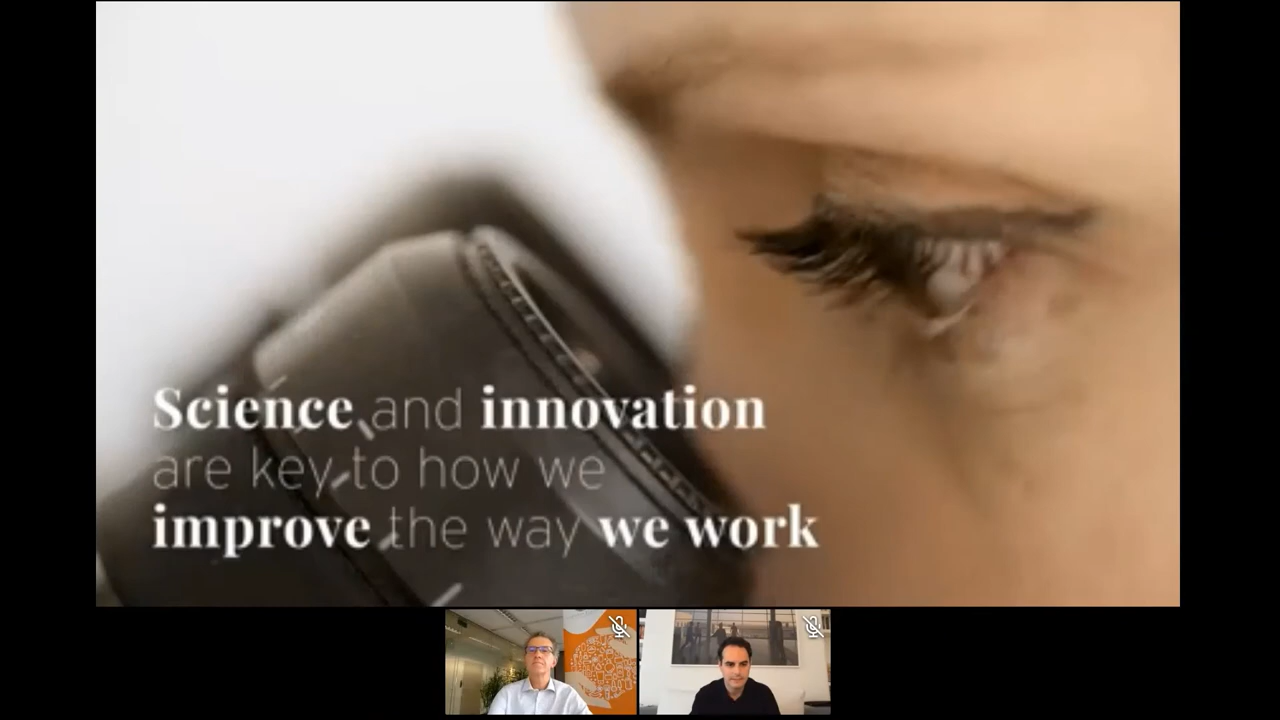 Science and innovation
are key to how we
improve the way we work